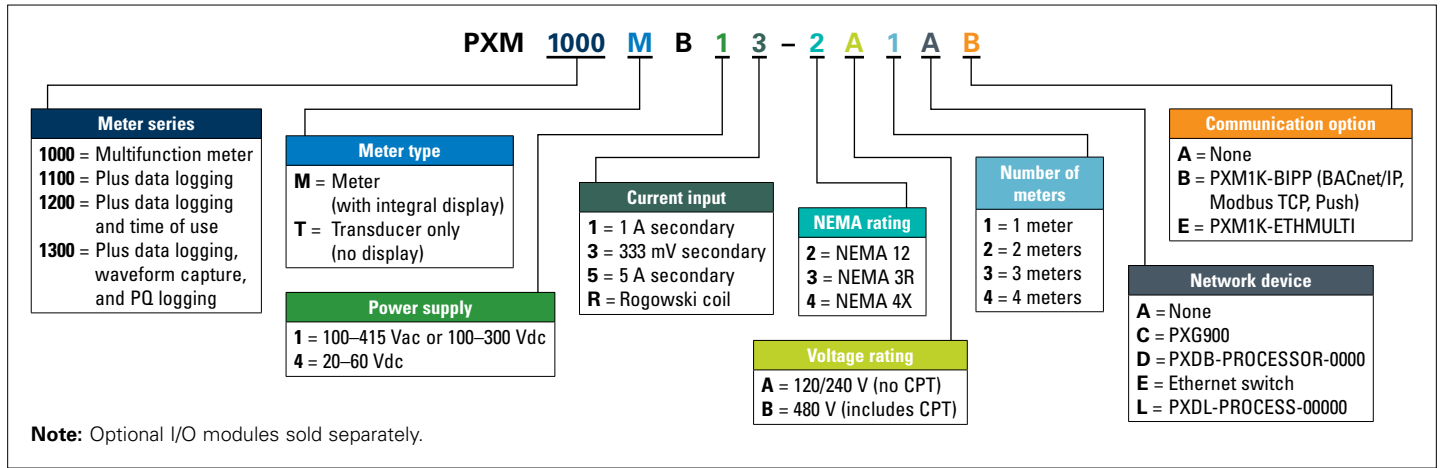 PXM 1000 M B 1 3 - 2 A 1 A B
Meter series
1000 = Multifunction meter
1100 = Plus data logging
1200 = Plus data logging
and time of use
1300 = Plus data logging,
waveform capture,
and PQ logging
Meter type
M = Meter
(with integral display)
T = Transducer only
(no display)
Power supply
1 = 100–415 Vac or 100–300 Vdc
4 = 20–60 Vdc
Current input
1 = 1 A secondary
3 = 333 mV secondary
5 = 5 A secondary
R = Rogowski coil
NEMA rating
2 = NEMA 12
3 = NEMA 3R
4 = NEMA 4X
Voltage rating
A = 120/240 V (no CPT)
B = 480 V (includes CPT)
Number of
meters
1 = 1 meter
2 = 2 meters
3 = 3 meters
4 = 4 meters
Communication option
A = None
B = PXM1K-BIPP (BACnet/IP,
Modbus TCP, Push)
E = PXM1K-ETHMULTI
Network device
A = None
C = PXG900
D = PXDB-PROCESSOR-0000
E = Ethernet switch
L = PXDL-PROCESS-00000
Note: Optional I/O modules sold separately.